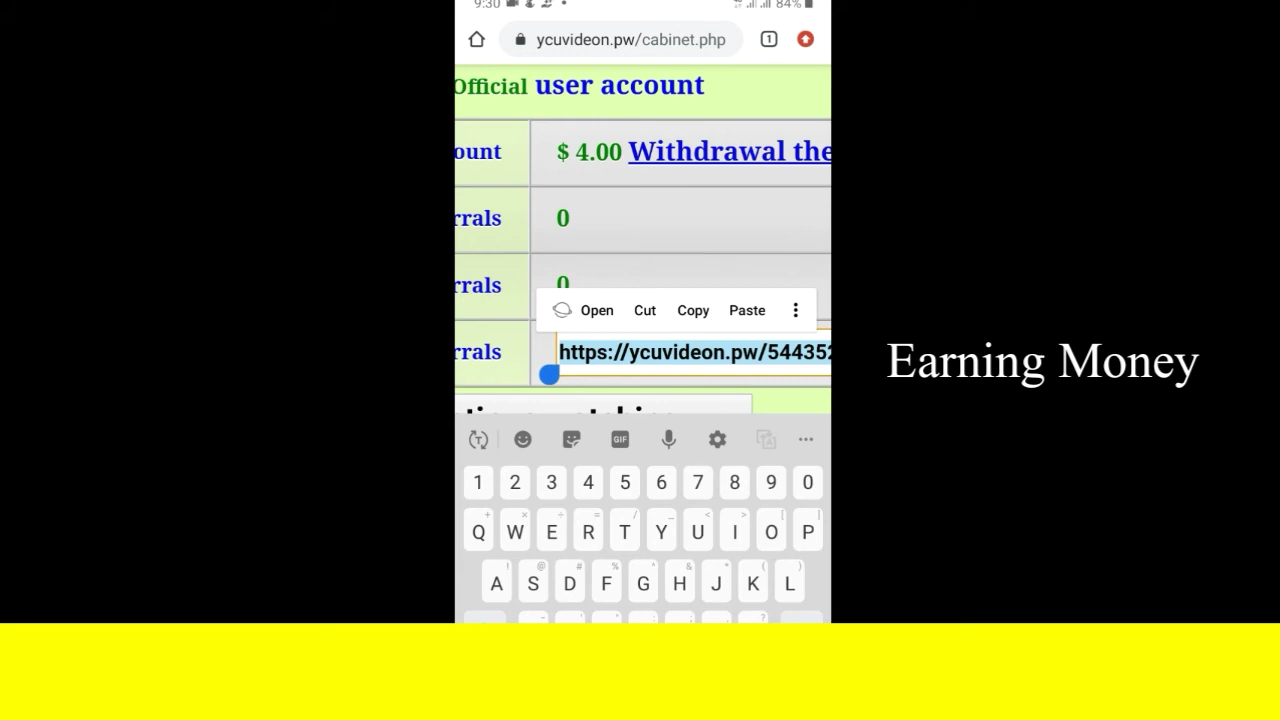 9:30
84%
ycuvideon.pw/cabinet.php
1
Official user account
ount
$ 4.00 Withdrawal the
rrals
0
rrals
0
Open Cut Copy Paste
rrals
https://ycuvideon.pw/544352
Earning Money
GIF
1 2 3 4 5 6 7 8 9 0
Q W E R T Y U I O P
A S D F G H J K L